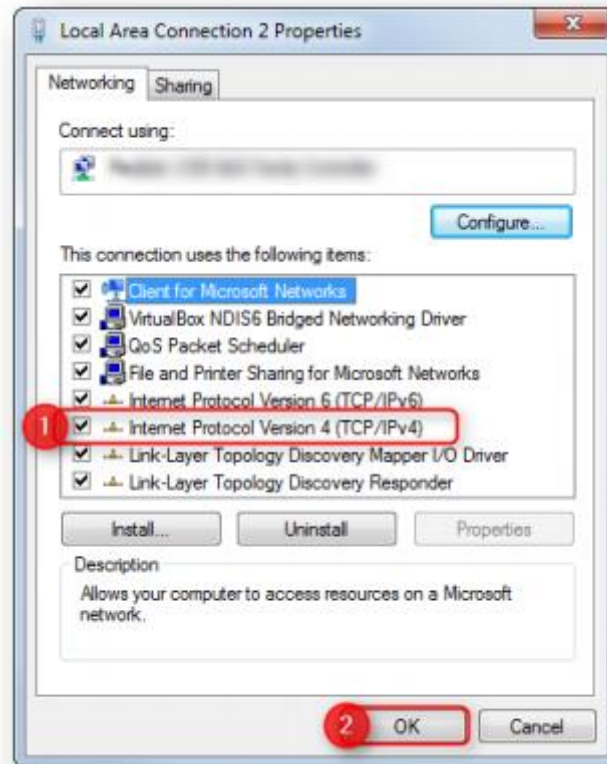 Local Area Connection 2 Properties
Networking
Sharing
Connect using:
Configure...
This connection uses the following items:
Client for Microsoft Networks
VirtualBox NDIS6 Bridged Networking Driver
QoS Packet Scheduler
File and Printer Sharing for Microsoft Networks
Internet Protocol Version 6 (TCP/IPv6)
1 Internet Protocol Version 4 (TCP/IPv4)
Link-Layer Topology Discovery Mapper I/O Driver
Link-Layer Topology Discovery Responder
Install... Uninstall Properties
Description
Allows your computer to access resources on a Microsoft
network.
2 OK Cancel